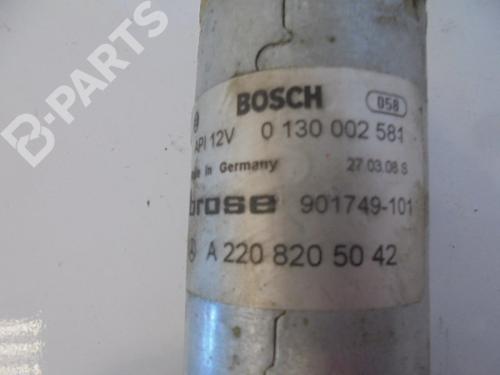 B-PARTS
BOSCH
D58
API 12V 0 130 002 581
in Germany 27.03.08 S
brose 901749-101
A 220 820 50 42